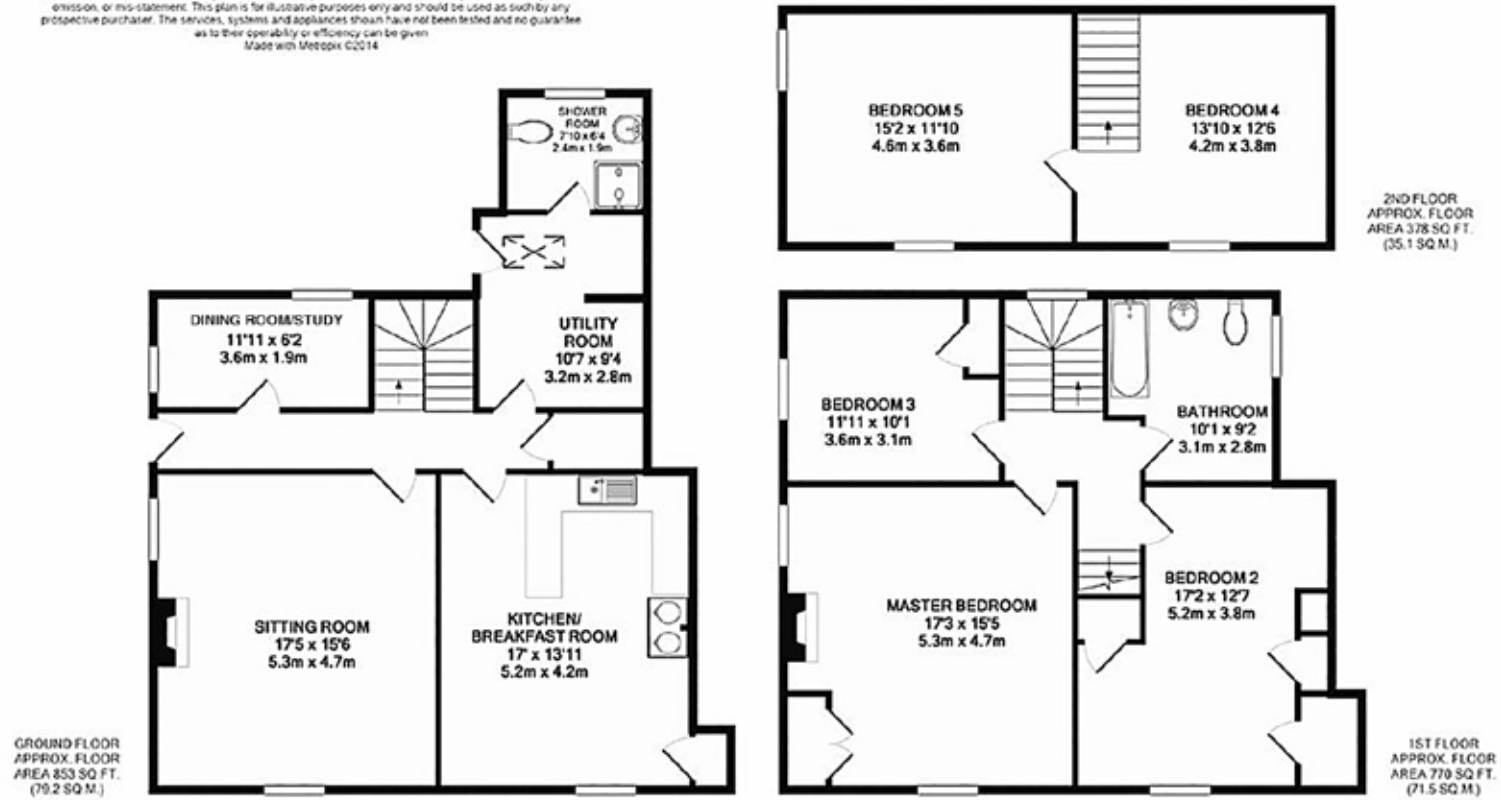 omission, or mis-statement. This plan is for illustrative purposes only and should be used as such by any
prospective purchaser. The services, systems and appliances shown have not been tested and no guarantee
as to their operability or efficiency can be given
Made with Metropix ©2014
SHOWER
ROOM
7'10 x 6'4
2.4m x 1.9m
DINING ROOM/STUDY
11'11 x 6'2
3.6m x 1.9m
UTILITY
ROOM
10'7 x 9'4
3.2m x 2.8m
SITTING ROOM
17'5 x 15'6
5.3m x 4.7m
KITCHEN/
BREAKFAST ROOM
17' x 13'11
5.2m x 4.2m
GROUND FLOOR
APPROX. FLOOR
AREA 853 SQ FT.
(79.2 SQ.M.)
BEDROOM 5
15'2 x 11'10
4.6m x 3.6m
BEDROOM 4
13'10 x 12'6
4.2m x 3.8m
2ND FLOOR
APPROX. FLOOR
AREA 378 SQ FT.
(35.1 SQ.M.)
BEDROOM 3
11'11 x 10'1
3.6m x 3.1m
BATHROOM
10'1 x 9'2
3.1m x 2.8m
MASTER BEDROOM
17'3 x 15'5
5.3m x 4.7m
BEDROOM 2
17'2 x 12'7
5.2m x 3.8m
1ST FLOOR
APPROX. FLOOR
AREA 770 SQ FT.
(71.5 SQ.M.)